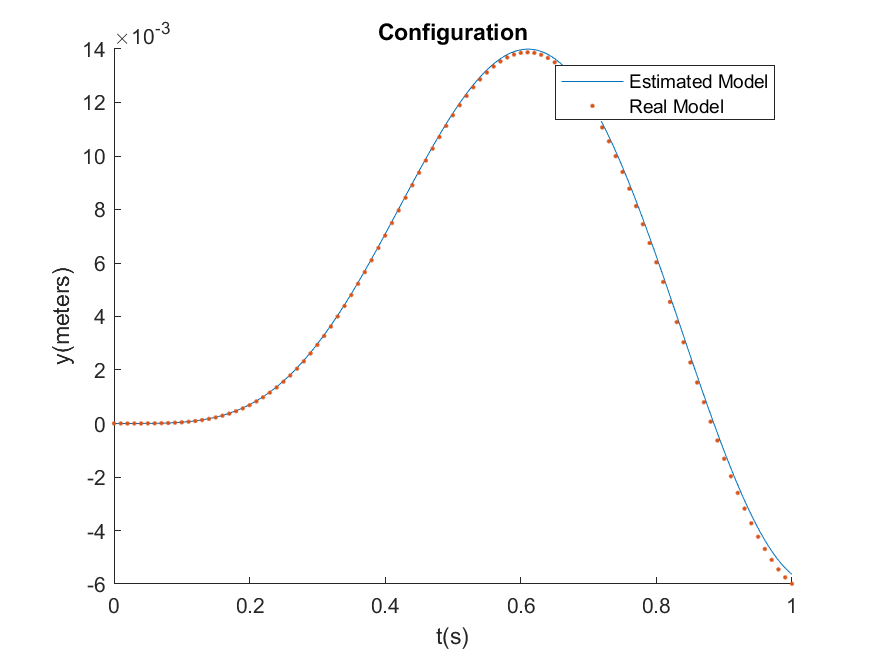 Configuration
×10-3
14
12
10
8
6
4
2
0
-2
-4
-6
y(meters)
Estimated Model
Real Model
0 0.2 0.4 0.6 0.8 1
t(s)